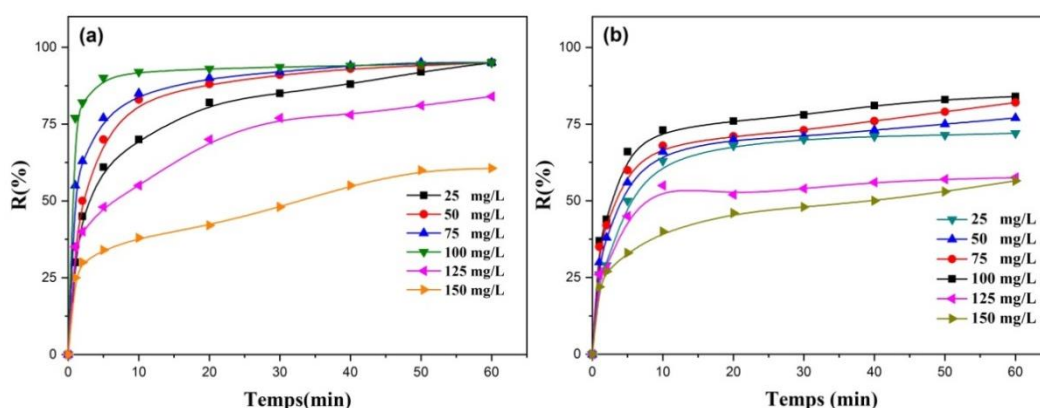 (a)
100
75
50
25
0
R(%)
25 mg/L
50 mg/L
75 mg/L
100 mg/L
125 mg/L
150 mg/L
0 10 20 30 40 50 60
Temps(min)
(b)
100
75
50
25
0
R(%)
25 mg/L
50 mg/L
75 mg/L
100 mg/L
125 mg/L
150 mg/L
0 10 20 30 40 50 60
Temps (min)